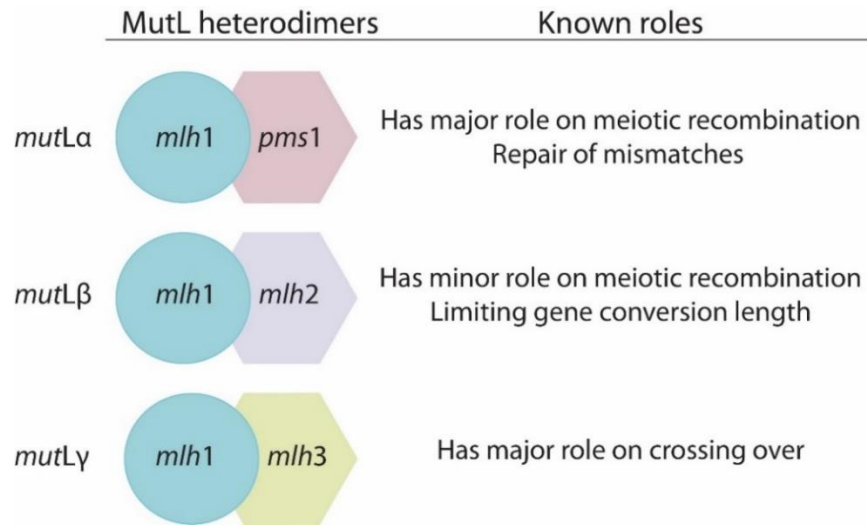 MutL heterodimers Known roles
mutLα mlh1 pms1 Has major role on meiotic recombination
Repair of mismatches
mutLβ mlh1 mlh2 Has minor role on meiotic recombination
Limiting gene conversion length
mutLγ mlh1 mlh3 Has major role on crossing over